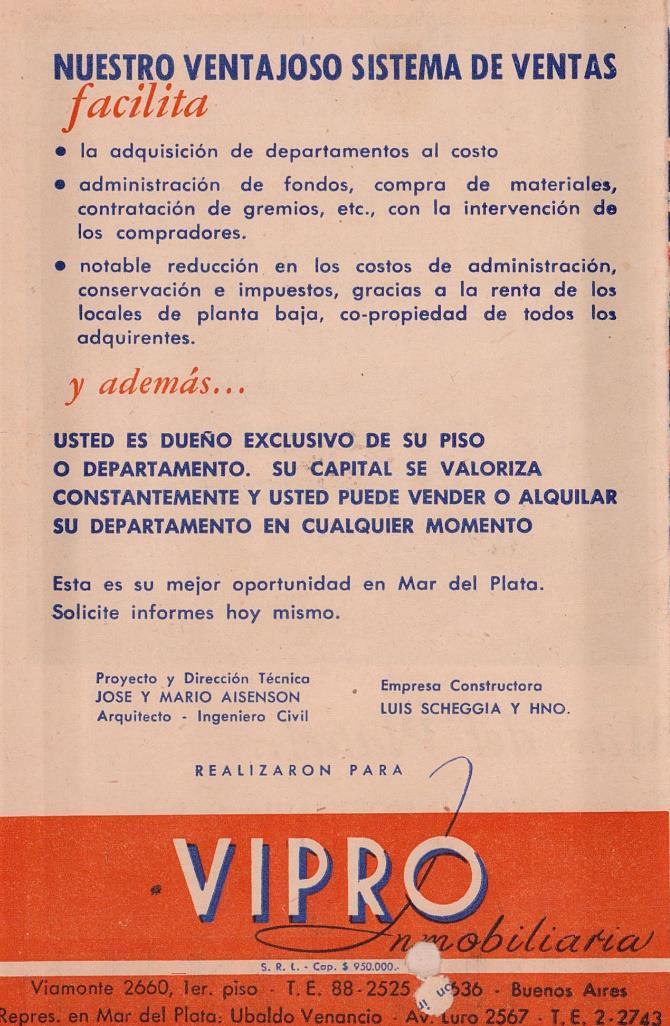 NUESTRO VENTAJOSO SISTEMA DE VENTAS
facilita
• la adquisición de departamentos al costo
• administración de fondos, compra de materiales,
contratación de gremios, etc., con la intervención de
los compradores.
• notable reducción en los costos de administración,
conservación e impuestos, gracias a la renta de los
locales de planta baja, co-propiedad de todos los
adquirentes.
y además...
USTED ES DUEÑO EXCLUSIVO DE SU PISO
O DEPARTAMENTO. SU CAPITAL SE VALORIZA
CONSTANTEMENTE Y USTED PUEDE VENDER O ALQUILAR
SU DEPARTAMENTO EN CUALQUIER MOMENTO
Esta es su mejor oportunidad en Mar del Plata.
Solicite informes hoy mismo.
Proyecto y Dirección Técnica
JOSE Y MARIO AISENSON
Arquitecto - Ingeniero Civil
Empresa Constructora
LUIS SCHEGGIA Y HNO.
REALIZARON PARA
VIPRO
Inmobiliaria
S. R. L. - Cap. $ 950.000.-
Viamonte 2660, 1er. piso - T. E. 88-2525 536 - Buenos Aires
Repres. en Mar del Plata: Ubaldo Venancio - Av. Luro 2567 - T. E. 2-2743